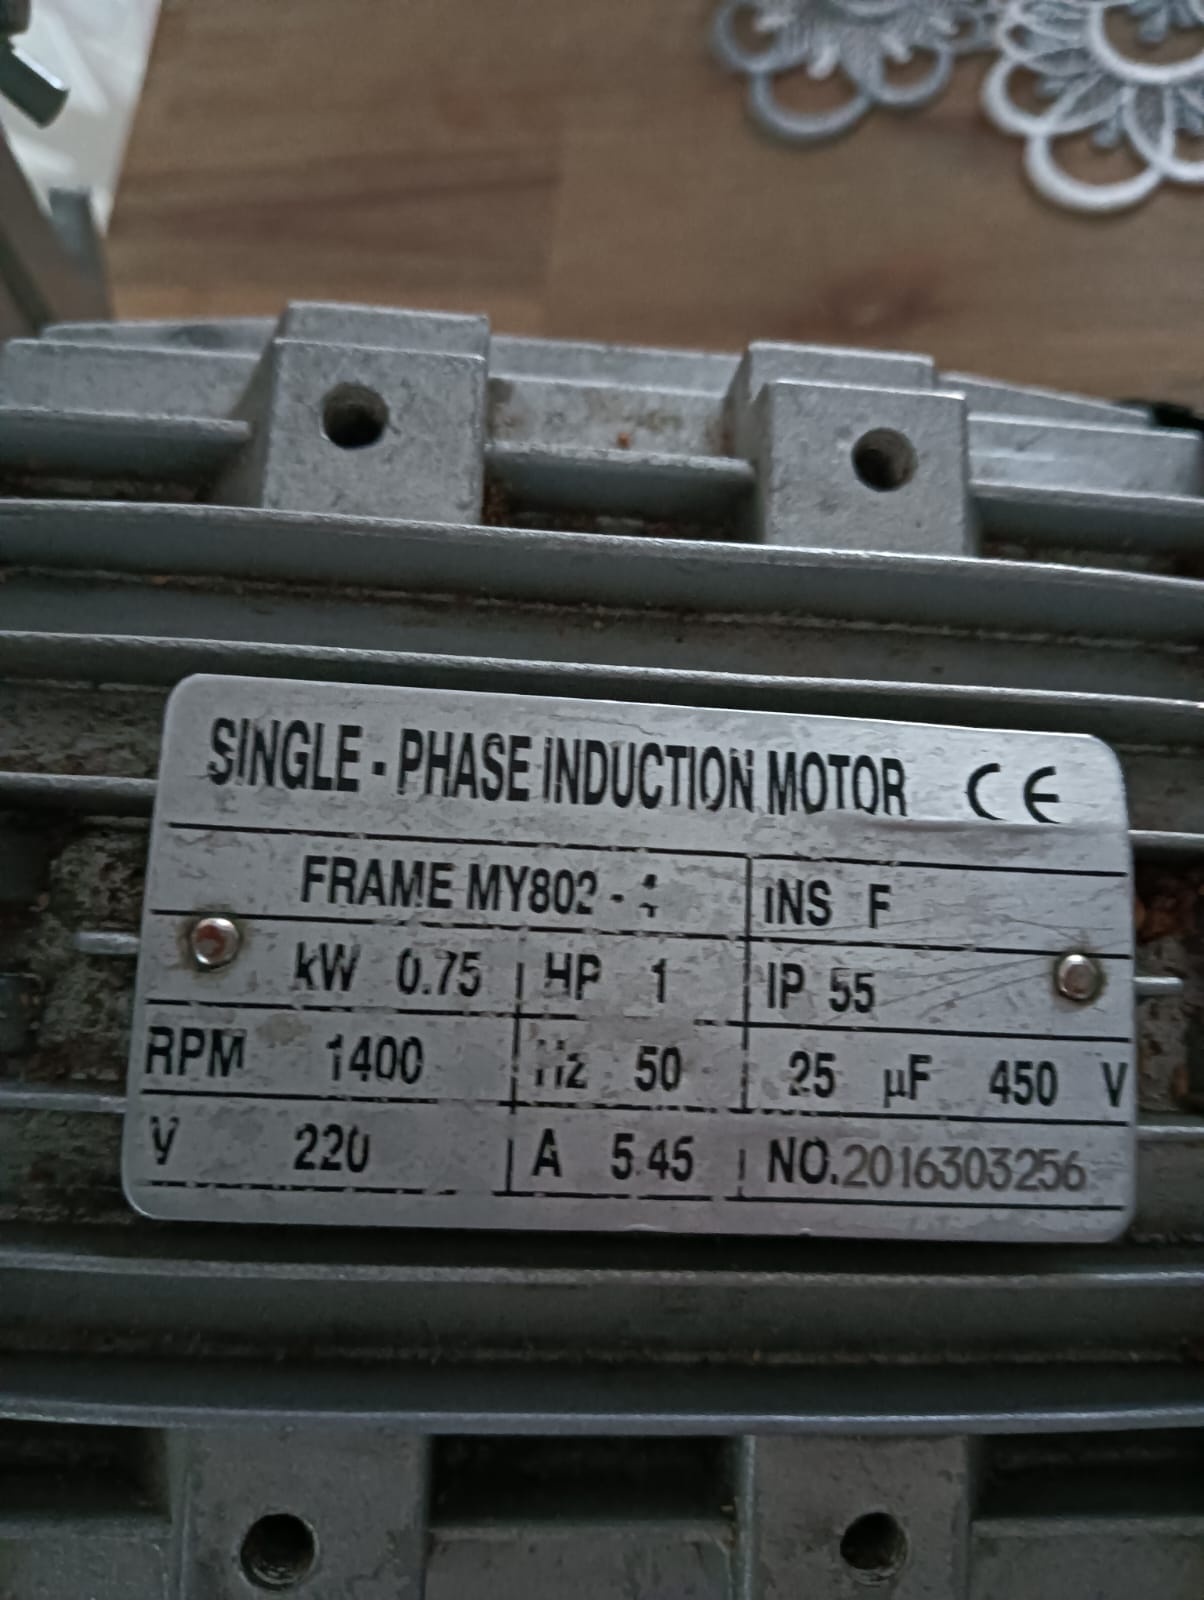 SINGLE-PHASE INDUCTION MOTOR CE
FRAME MY802-4 INS F
kW 0.75 HP 1 IP 55
RPM 1400 Hz 50 25 μF 450 V
V 220 A 5.45 NO.2016303256